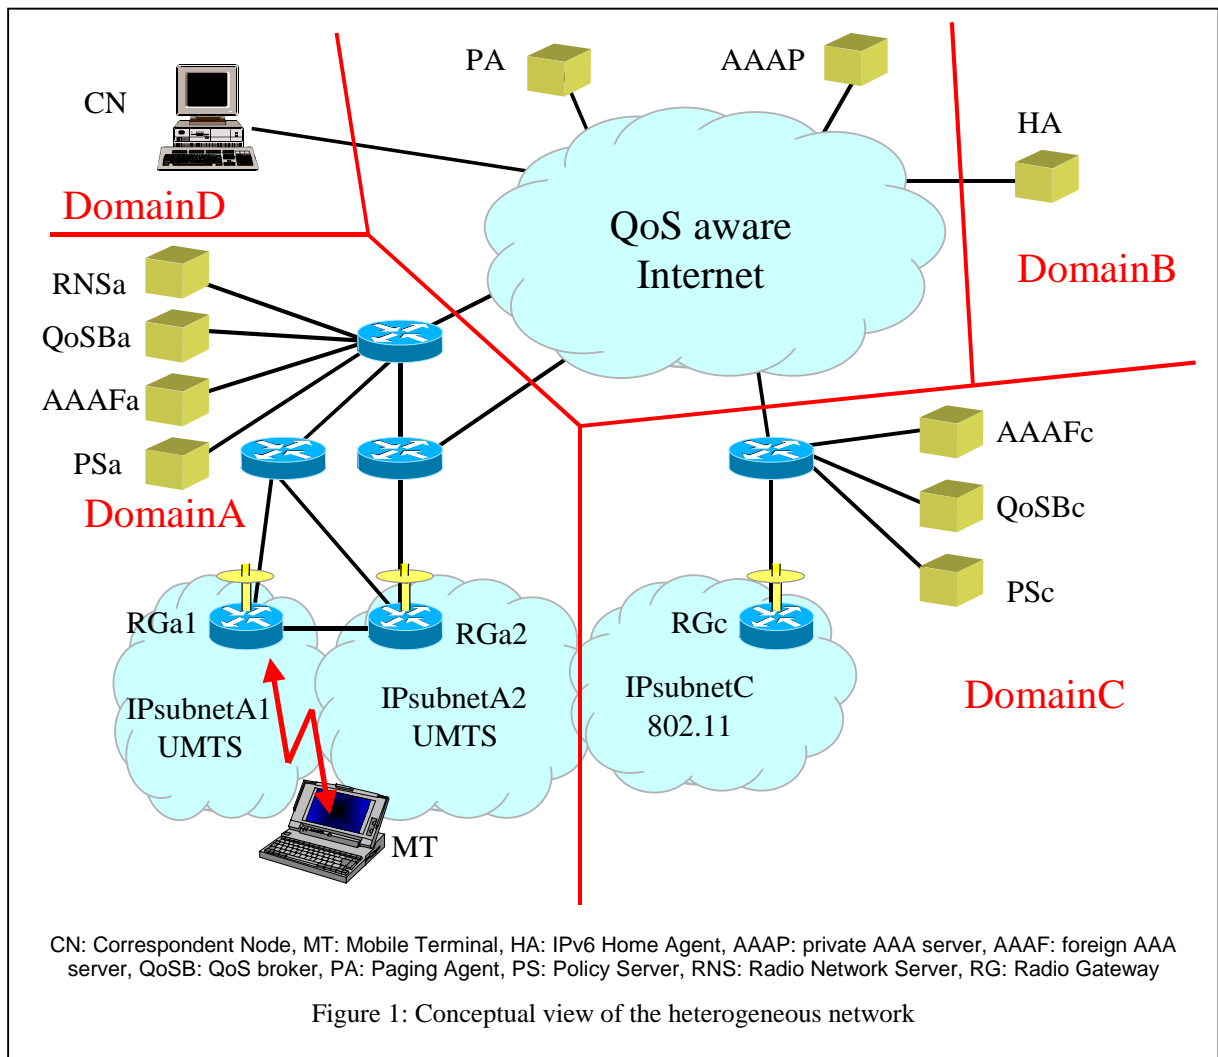 PA
AAAP
CN
HA
DomainD
QoS aware
Internet
DomainB
RNSa
QoSBa
AAAFa
PSa
DomainA
AAAFc
QoSBc
PSc
RGa1
RGa2
RGc
IPsubnetA1
UMTS
IPsubnetA2
UMTS
IPsubnetC
802.11
DomainC
MT
CN: Correspondent Node, MT: Mobile Terminal, HA: IPv6 Home Agent, AAAP: private AAA server, AAAF: foreign AAA
server, QoSB: QoS broker, PA: Paging Agent, PS: Policy Server, RNS: Radio Network Server, RG: Radio Gateway
Figure 1: Conceptual view of the heterogeneous network